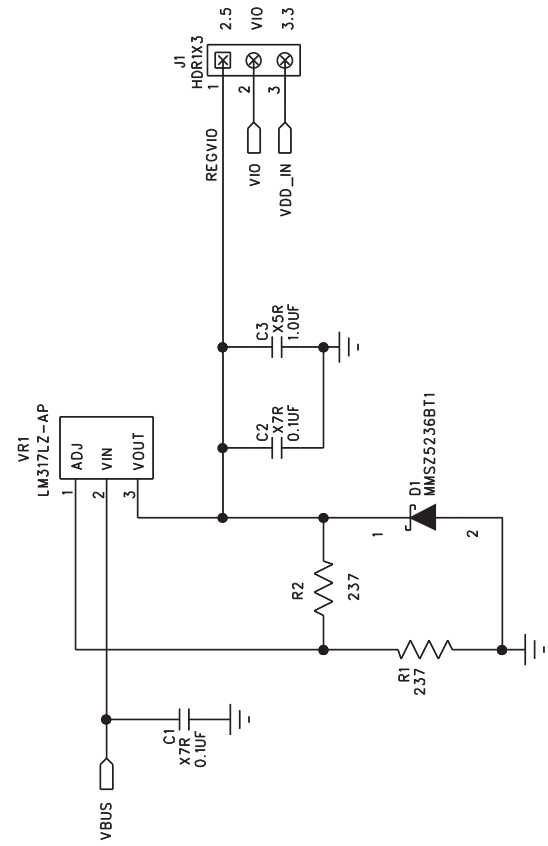 2.5
VIO
3.3
J1
HDR1X3
1
2
3
REGVIO
VIO
VDD_IN
C3
X5R
1.0UF
C2
X7R
0.1UF
VR1
LM317LZ-AP
ADJ
VIN
VOUT
1
2
3
D1
MMSZ5236BT1
1
2
R2
237
R1
237
C1
X7R
0.1UF
VBUS